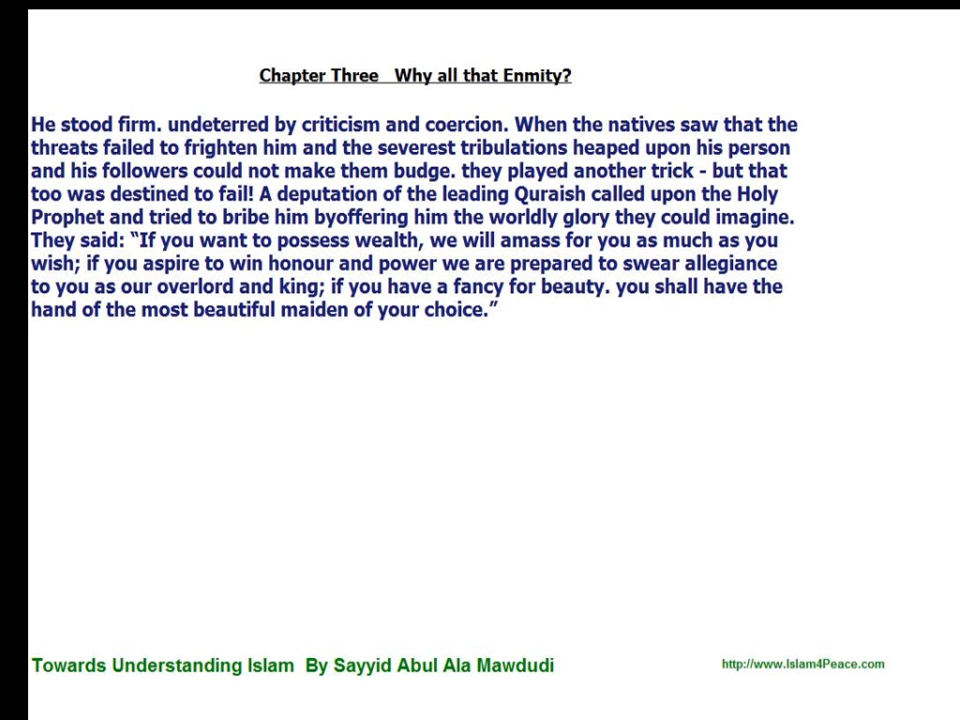 Chapter Three   Why all that Enmity?
He stood firm. undeterred by criticism and coercion. When the natives saw that the
threats failed to frighten him and the severest tribulations heaped upon his person
and his followers could not make them budge. they played another trick - but that
too was destined to fail! A deputation of the leading Quraish called upon the Holy
Prophet and tried to bribe him byoffering him the worldly glory they could imagine.
They said: “If you want to possess wealth, we will amass for you as much as you
wish; if you aspire to win honour and power we are prepared to swear allegiance
to you as our overlord and king; if you have a fancy for beauty. you shall have the
hand of the most beautiful maiden of your choice.”
Towards Understanding Islam  By Sayyid Abul Ala Mawdudi
http://www.Islam4Peace.com